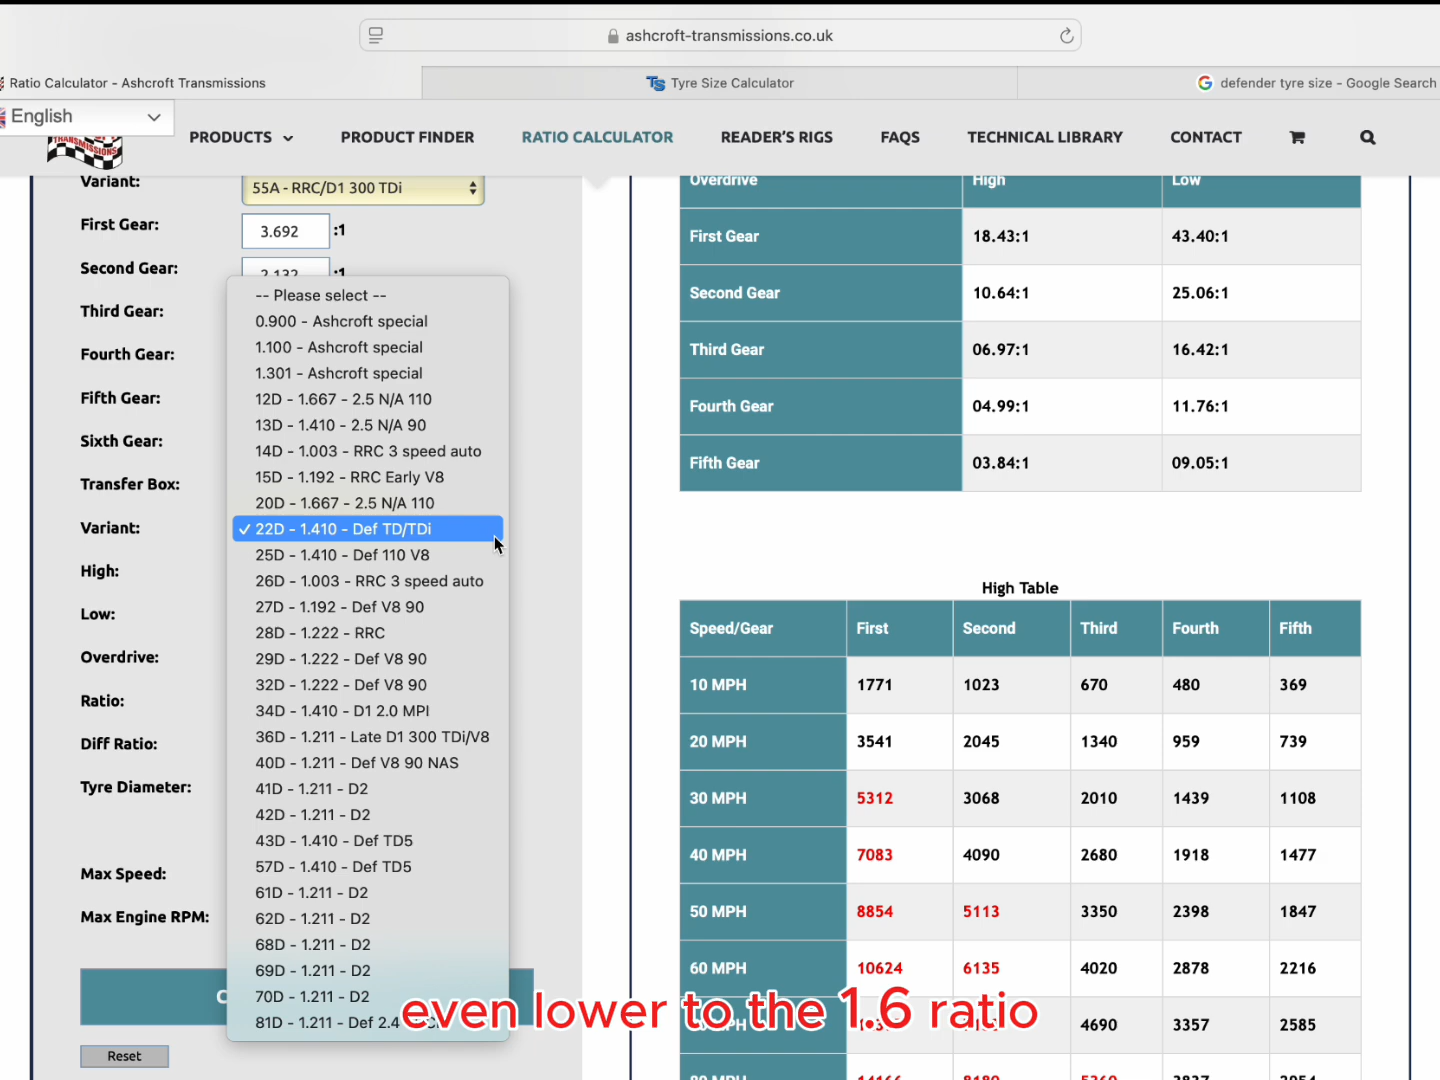 ashcroft-transmissions.co.uk
Ratio Calculator - Ashcroft Transmissions
Tyre Size Calculator
defender tyre size - Google Search
English
TRANSMISSIONS
PRODUCTS
PRODUCT FINDER
RATIO CALCULATOR
READER'S RIGS
FAQS
TECHNICAL LIBRARY
CONTACT
Variant:
55A - RRC/D1 300 TDi
First Gear:
3.692 :1
Second Gear:
2.132 :1
Third Gear:
Fourth Gear:
Fifth Gear:
Sixth Gear:
Transfer Box:
Variant:
High:
Low:
Overdrive:
Ratio:
Diff Ratio:
Tyre Diameter:
Max Speed:
Max Engine RPM:
Reset
-- Please select --
0.900 - Ashcroft special
1.100 - Ashcroft special
1.301 - Ashcroft special
12D - 1.667 - 2.5 N/A 110
13D - 1.410 - 2.5 N/A 90
14D - 1.003 - RRC 3 speed auto
15D - 1.192 - RRC Early V8
20D - 1.667 - 2.5 N/A 110
✓ 22D - 1.410 - Def TD/TDi
25D - 1.410 - Def 110 V8
26D - 1.003 - RRC 3 speed auto
27D - 1.192 - Def V8 90
28D - 1.222 - RRC
29D - 1.222 - Def V8 90
32D - 1.222 - Def V8 90
34D - 1.410 - D1 2.0 MPI
36D - 1.211 - Late D1 300 TDi/V8
40D - 1.211 - Def V8 90 NAS
41D - 1.211 - D2
42D - 1.211 - D2
43D - 1.410 - Def TD5
57D - 1.410 - Def TD5
61D - 1.211 - D2
62D - 1.211 - D2
68D - 1.211 - D2
69D - 1.211 - D2
70D - 1.211 - D2
81D - 1.211 - Def 2.4
Overdrive High Low
First Gear 18.43:1 43.40:1
Second Gear 10.64:1 25.06:1
Third Gear 06.97:1 16.42:1
Fourth Gear 04.99:1 11.76:1
Fifth Gear 03.84:1 09.05:1
High Table
Speed/Gear First Second Third Fourth Fifth
10 MPH 1771 1023 670 480 369
20 MPH 3541 2045 1340 959 739
30 MPH 5312 3068 2010 1439 1108
40 MPH 7083 4090 2680 1918 1477
50 MPH 8854 5113 3350 2398 1847
60 MPH 10624 6135 4020 2878 2216
4690 3357 2585
even lower to the 1.6 ratio